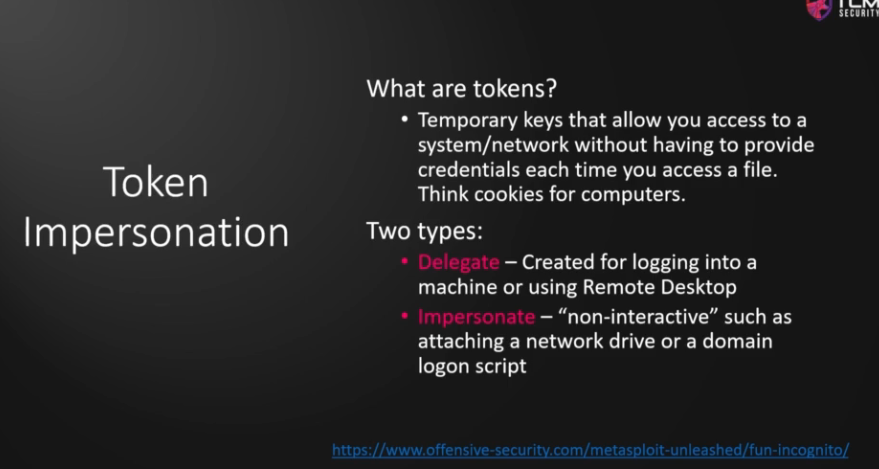 TCM
SECURITY
What are tokens?
• Temporary keys that allow you access to a
system/network without having to provide
credentials each time you access a file.
Think cookies for computers.
Token
Impersonation
Two types:
• Delegate – Created for logging into a
machine or using Remote Desktop
• Impersonate – “non-interactive” such as
attaching a network drive or a domain
logon script
https://www.offensive-security.com/metasploit-unleashed/fun-incognito/